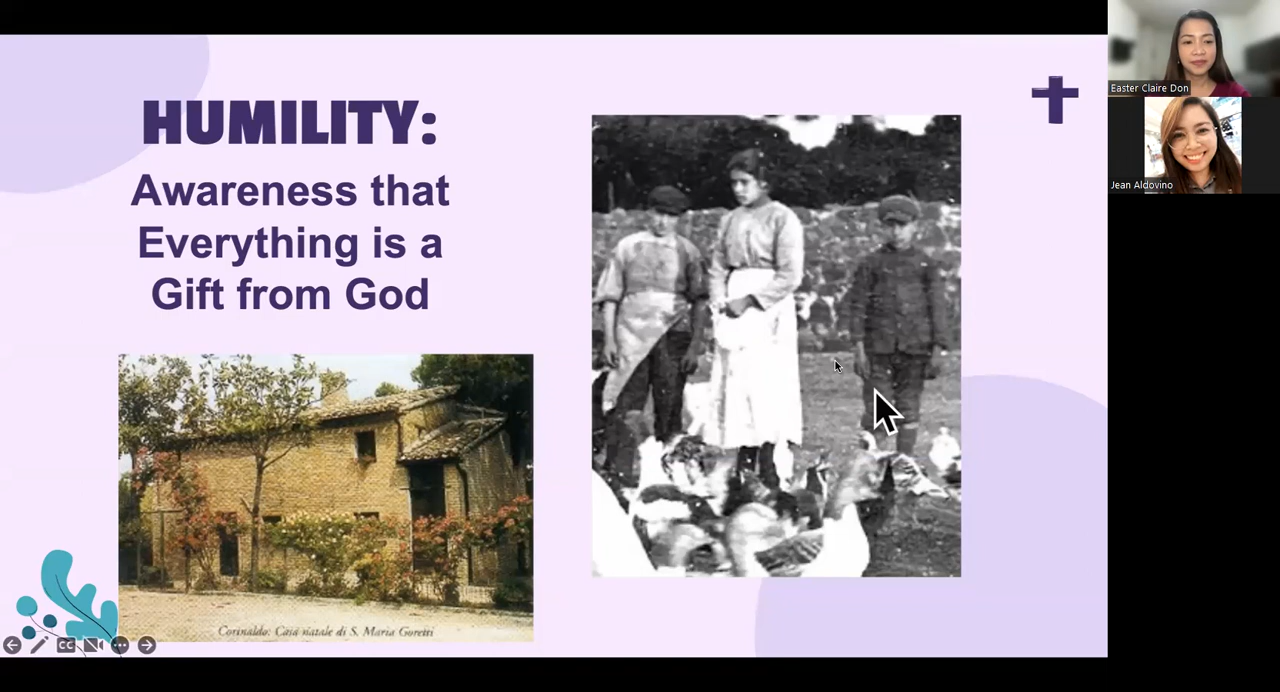 HUMILITY:
Awareness that
Everything is a
Gift from God
Corinaldo: Casa natale di S. Maria Goretti
Easter Claire Don
Jean Aldovino
CC